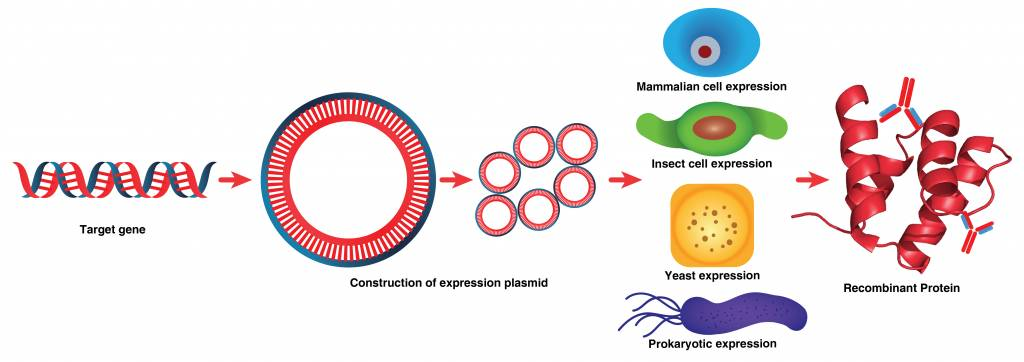 Target gene
Construction of expression plasmid
Mammalian cell expression
Insect cell expression
Yeast expression
Prokaryotic expression
Recombinant Protein